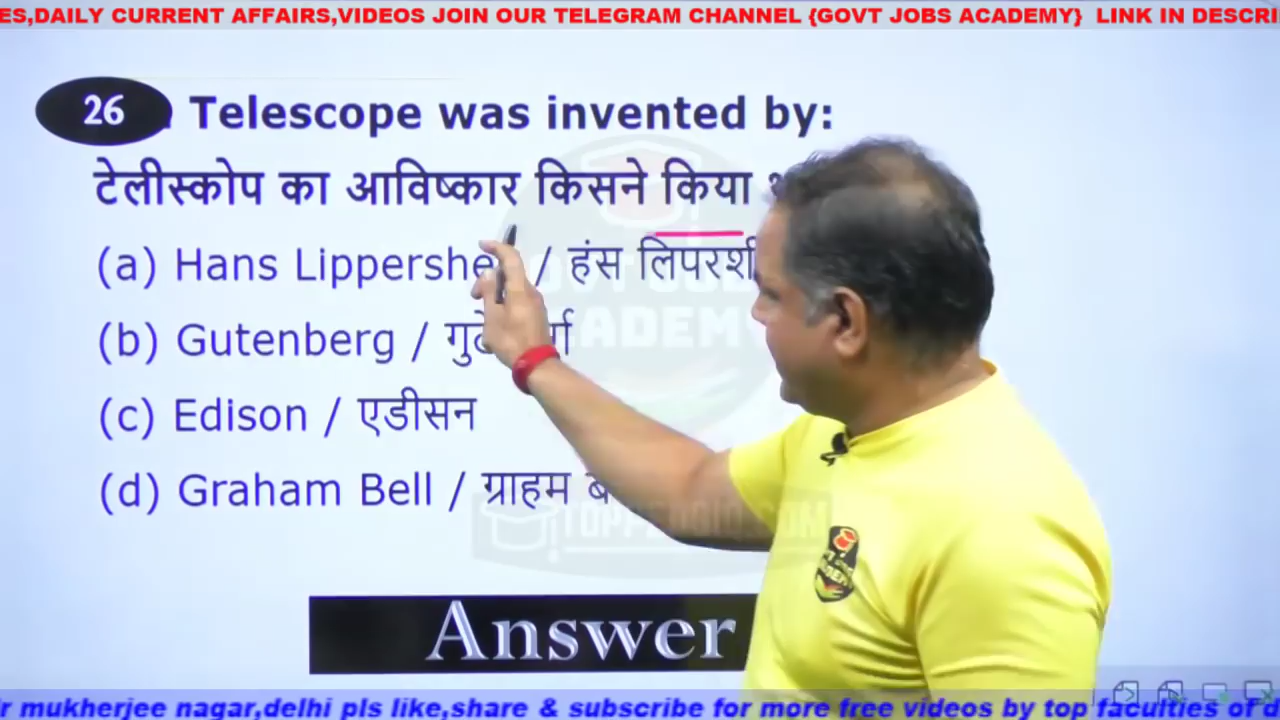 ES,DAILY CURRENT AFFAIRS,VIDEOS JOIN OUR TELEGRAM CHANNEL {GOVT JOBS ACADEMY} LINK IN DESCRI
26 Telescope was invented by:
टेलीस्कोप का आविष्कार किसने किया
(a) Hans Lippershe / हंस लिपरशी
(b) Gutenberg /
(c) Edison / एडीसन
(d) Graham Bell / ग्राहम
TOPP
.COM
Answer
r mukherjee nagar,delhi pls like,share & subscribe for more free videos by top faculties of d